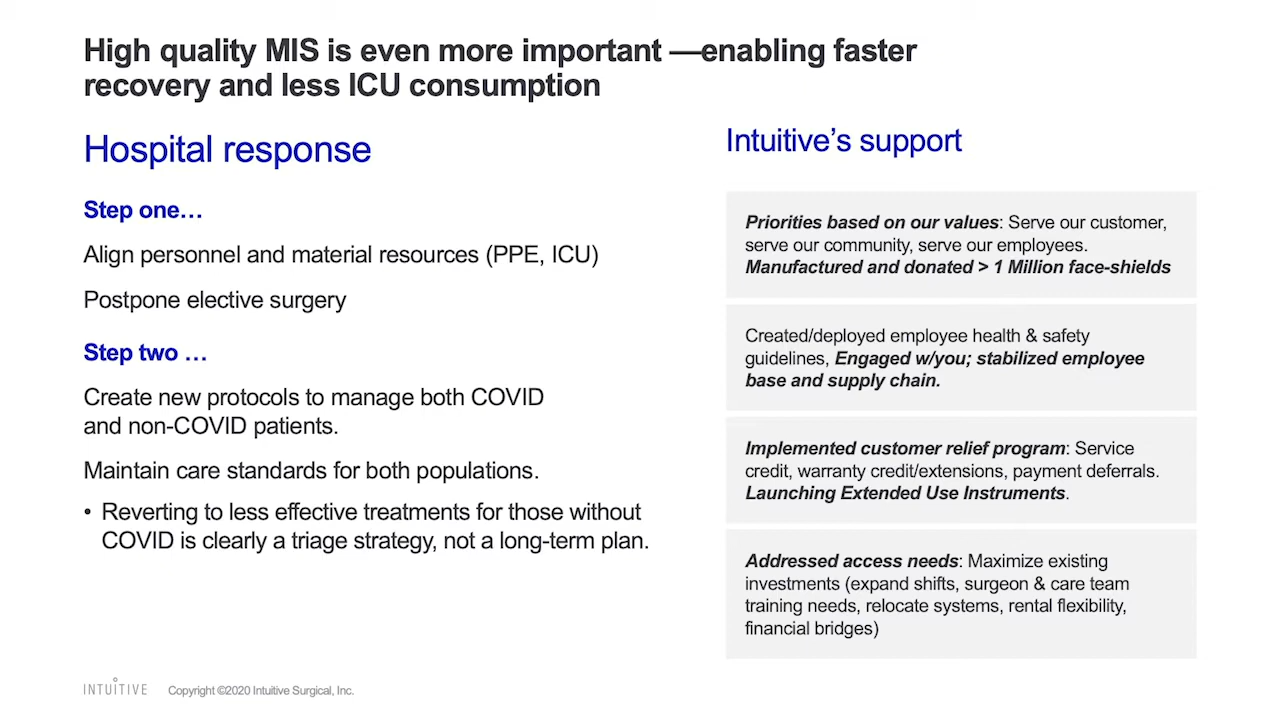 High quality MIS is even more important —enabling faster
recovery and less ICU consumption
Hospital response
Step one…
Align personnel and material resources (PPE, ICU)
Postpone elective surgery
Step two …
Create new protocols to manage both COVID
and non-COVID patients.
Maintain care standards for both populations.
• Reverting to less effective treatments for those without
COVID is clearly a triage strategy, not a long-term plan.
Intuitive’s support
Priorities based on our values: Serve our customer,
serve our community, serve our employees.
Manufactured and donated > 1 Million face-shields
Created/deployed employee health & safety
guidelines, Engaged w/you; stabilized employee
base and supply chain.
Implemented customer relief program: Service
credit, warranty credit/extensions, payment deferrals.
Launching Extended Use Instruments.
Addressed access needs: Maximize existing
investments (expand shifts, surgeon & care team
training needs, relocate systems, rental flexibility,
financial bridges)
INTUITIVE Copyright ©2020 Intuitive Surgical, Inc.